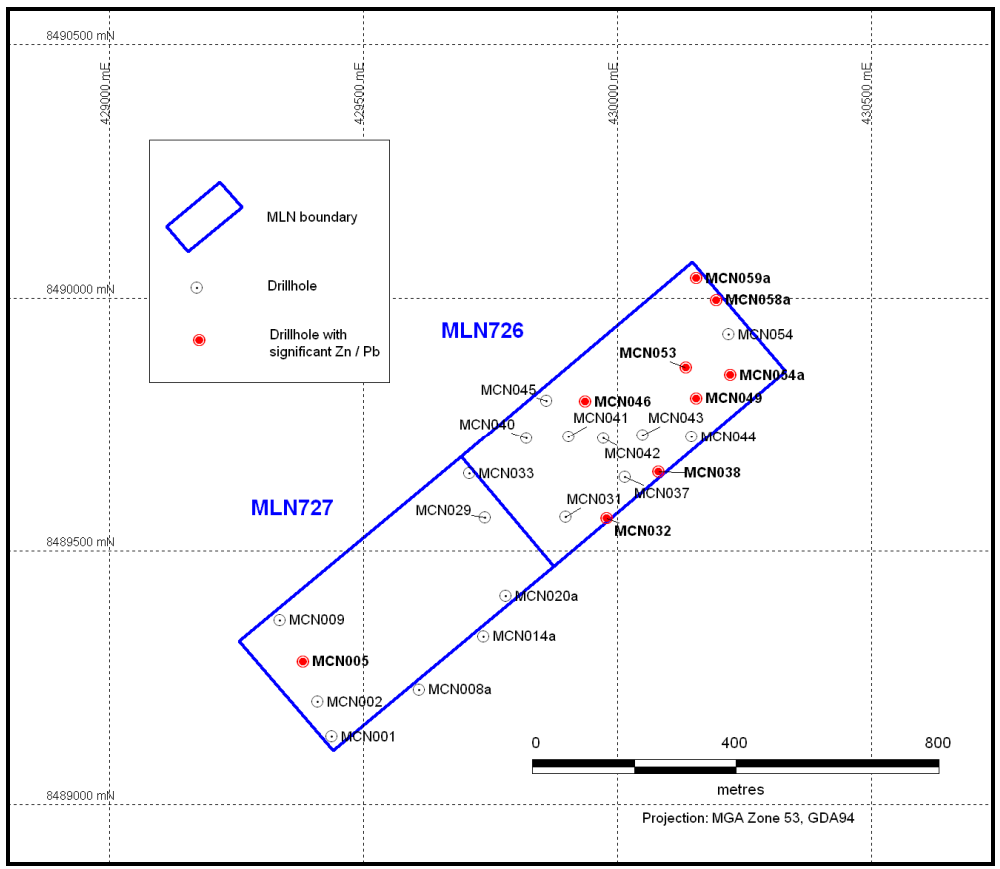 8490500 mN
429000 mE
429500 mE
430000 mE
430500 mE
MLN boundary
Drillhole
Drillhole with
significant Zn / Pb
MCN059a
8490000 mN
MCN058a
MLN726
MCN054
MCN053
MCN054a
MCN045
MCN046
MCN049
MCN041
MCN043
MCN040
MCN044
MCN042
MCN033
MCN038
MCN037
MLN727
MCN031
MCN029
MCN032
8489500 mN
MCN020a
MCN009
MCN014a
MCN005
MCN008a
MCN002
MCN001
0 400 800
metres
8489000 mN
Projection: MGA Zone 53, GDA94